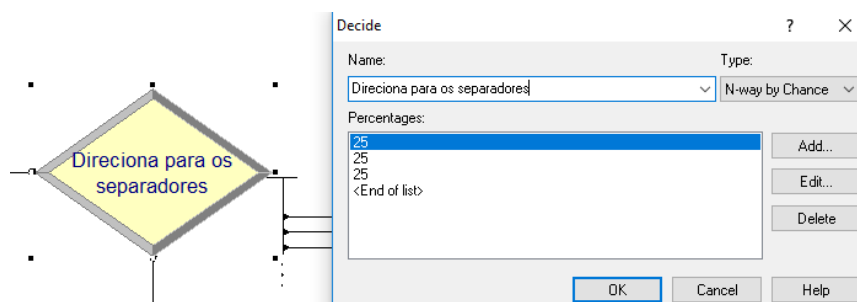 Direciona para os
separadores
Decide
?
X
Name:
Type:
Direciona para os separadores
N-way by Chance
Percentages:
25
25
25
<End of list>
Add...
Edit...
Delete
OK
Cancel
Help